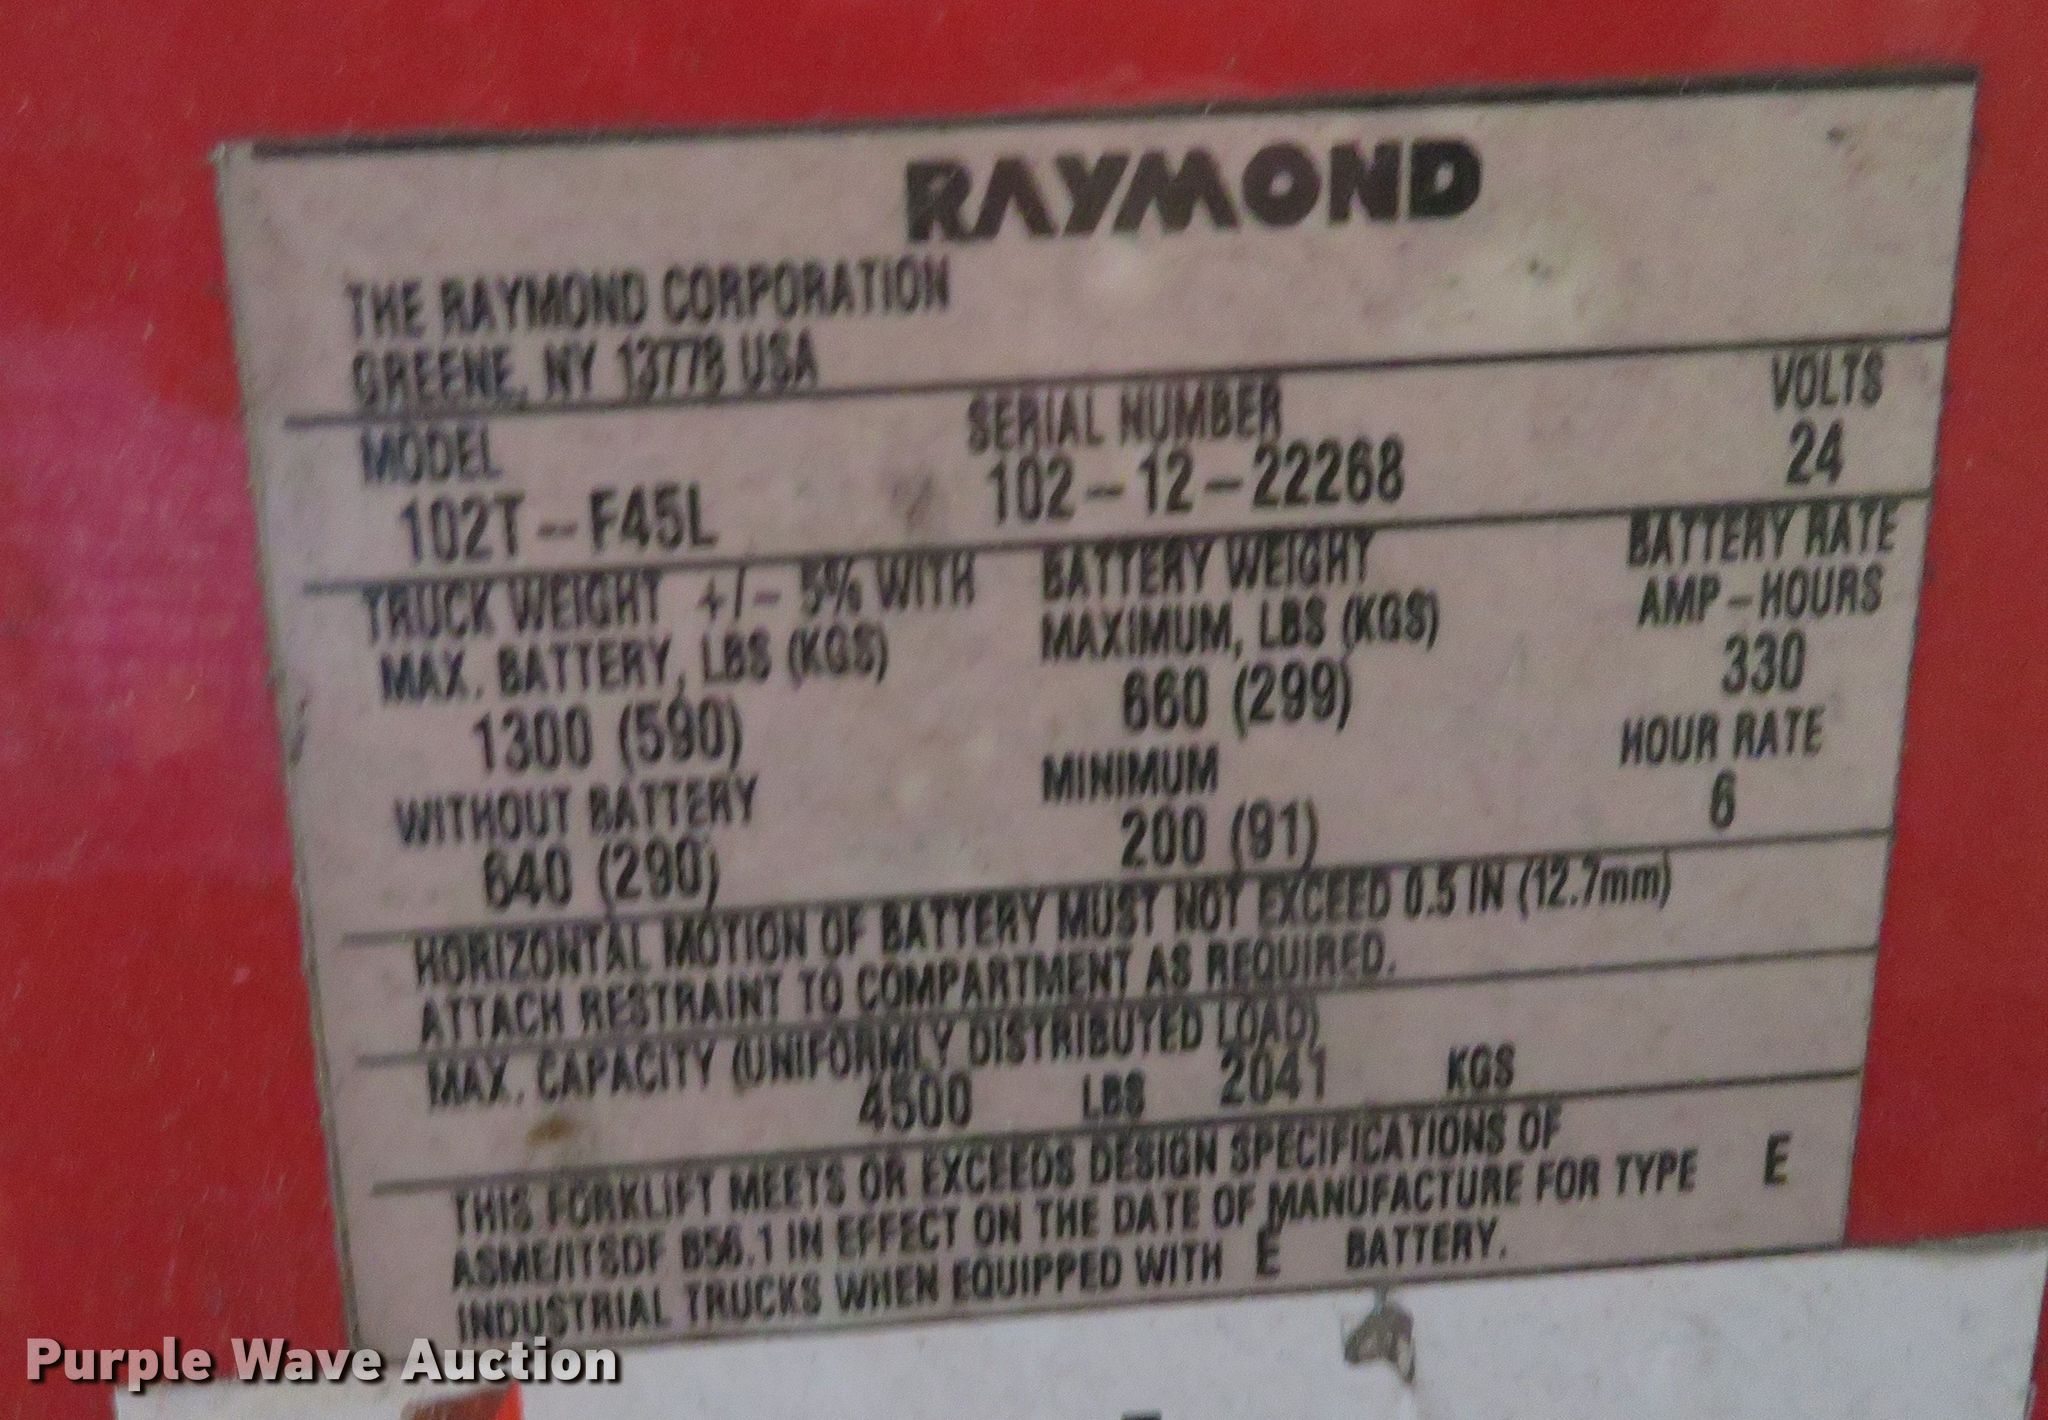 RAYMOND
THE RAYMOND CORPORATION
GREENE, NY 13778 USA
MODEL SERIAL NUMBER VOLTS
102T-F45L 102-12-22268 24
TRUCK WEIGHT +/- 5% WITH BATTERY WEIGHT BATTERY RATE
MAX. BATTERY, LBS (KGS) MAXIMUM, LBS (KGS) AMP-HOURS
1300 (590) 660 (299) 330
WITHOUT BATTERY MINIMUM HOUR RATE
640 (290) 200 (91) 6
HORIZONTAL MOTION OF BATTERY MUST NOT EXCEED 0.5 IN (12.7mm)
ATTACH RESTRAINT TO COMPARTMENT AS REQUIRED.
MAX. CAPACITY (UNIFORMLY DISTRIBUTED LOAD)
4500 LBS 2041 KGS
THIS FORKLIFT MEETS OR EXCEEDS DESIGN SPECIFICATIONS OF
ASME/ITSDF B56.1 IN EFFECT ON THE DATE OF MANUFACTURE FOR TYPE E
INDUSTRIAL TRUCKS WHEN EQUIPPED WITH E BATTERY.
Purple Wave Auction